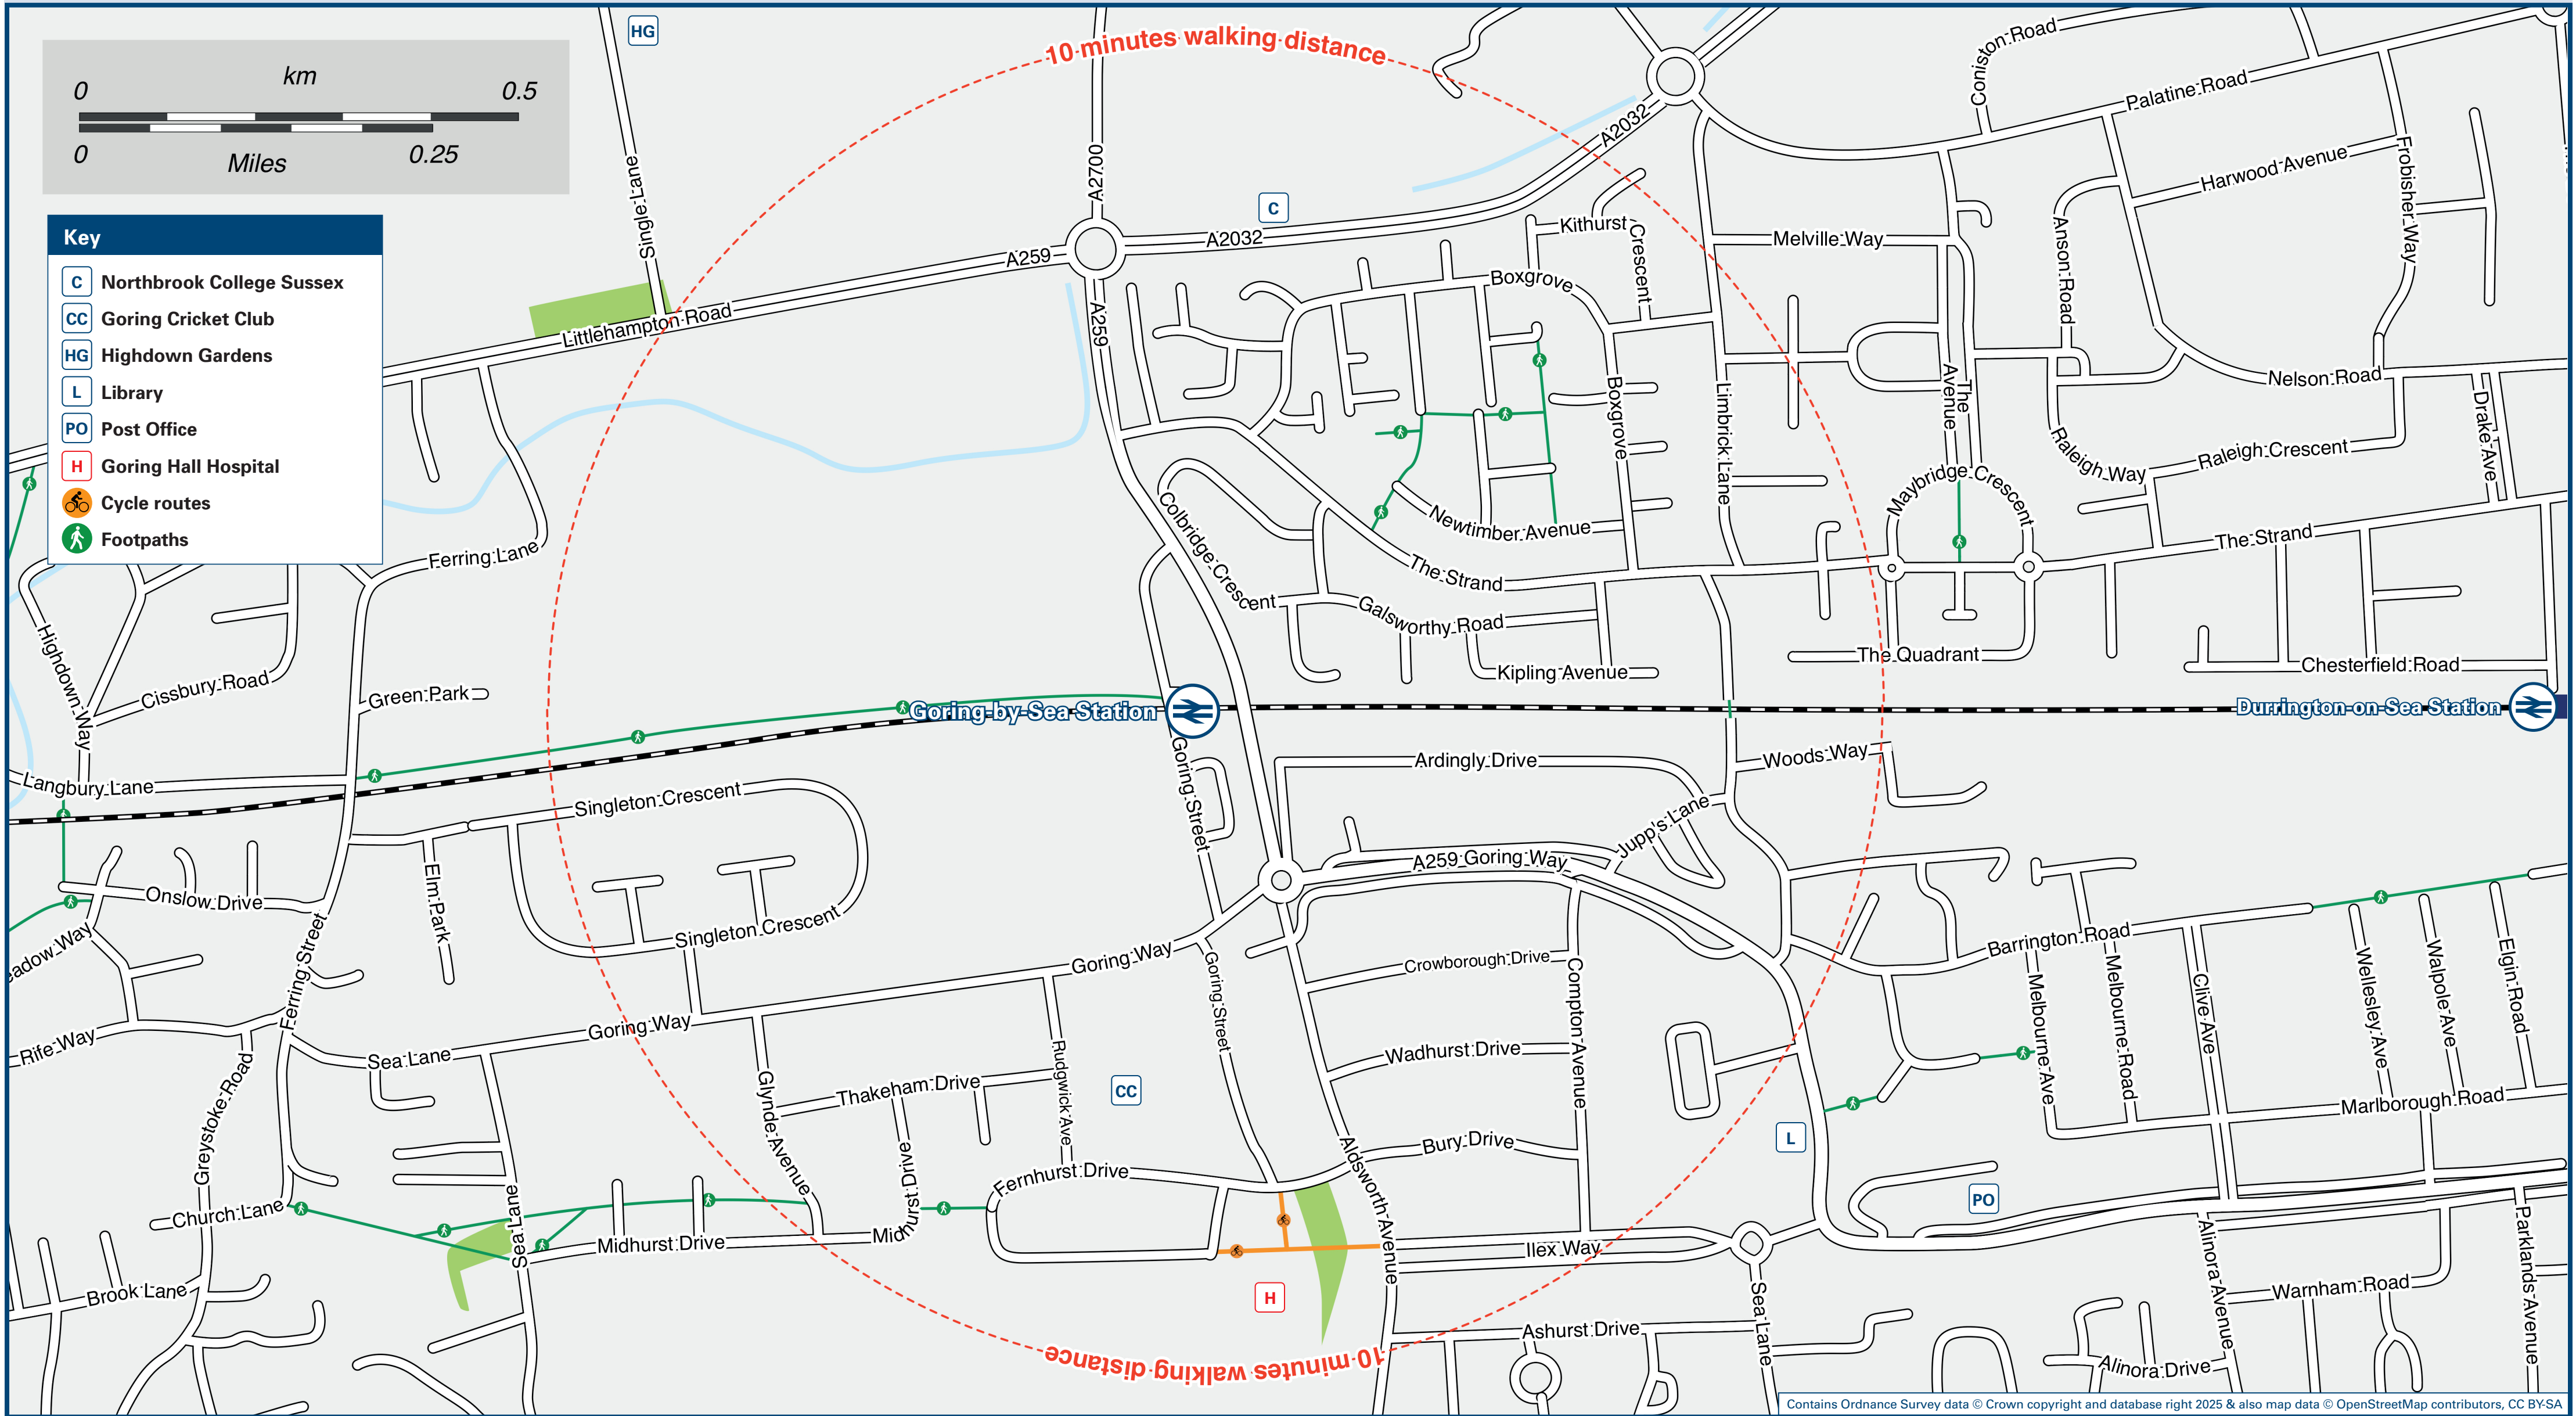 10 minutes walking distance
HG
km
0
0.5
0
Miles
0.25
Key
C Northbrook College Sussex
CC Goring Cricket Club
HG Highdown Gardens
L Library
PO Post Office
H Goring Hall Hospital
Cycle routes
Footpaths
Single Lane
A2700
A2032
C
A2032
A259
A259
Littlehampton Road
Coniston Road
Palatine Road
Harwood Avenue
Frobisher Way
Anson Road
Melville Way
Kithurst
Crescent
Boxgrove
Boxgrove
Limbrick Lane
The
Avenue
Nelson Road
Drake Ave
Raleigh Way
Raleigh Crescent
Maybridge Crescent
The Strand
Newtimber Avenue
The Strand
Colbridge Crescent
Galsworthy Road
Kipling Avenue
The Quadrant
Chesterfield Road
Ferring Lane
Highdown Way
Cissbury Road
Green Park
Langbury Lane
Goring-by-Sea Station
Durrington-on-Sea Station
Goring Street
Ardingly Drive
Woods Way
Jupp's Lane
A259 Goring Way
Singleton Crescent
Singleton Crescent
Elm Park
Onslow Drive
eadow Way
Ferring Street
Rife Way
Greystoke Road
Sea Lane
Goring Way
Goring Way
Goring Street
Crowborough Drive
Compton Avenue
Wadhurst Drive
Bury Drive
Aldsworth Avenue
Barrington Road
Melbourne Ave
Melbourne Road
Clive Ave
Wellesley Ave
Walpole Ave
Elgin Road
Marlborough Road
Rudgwick Ave
CC
Thakeham Drive
Glynde Avenue
Midhurst Drive
Fernhurst Drive
Church Lane
Sea Lane
Midhurst Drive
Brook Lane
L
PO
H
Ilex Way
Sea Lane
Ashurst Drive
Alinora Avenue
Warnham Road
Parklands Avenue
Alinora Drive
10 minutes walking distance
Contains Ordnance Survey data © Crown copyright and database right 2025 & also map data © OpenStreetMap contributors, CC BY-SA